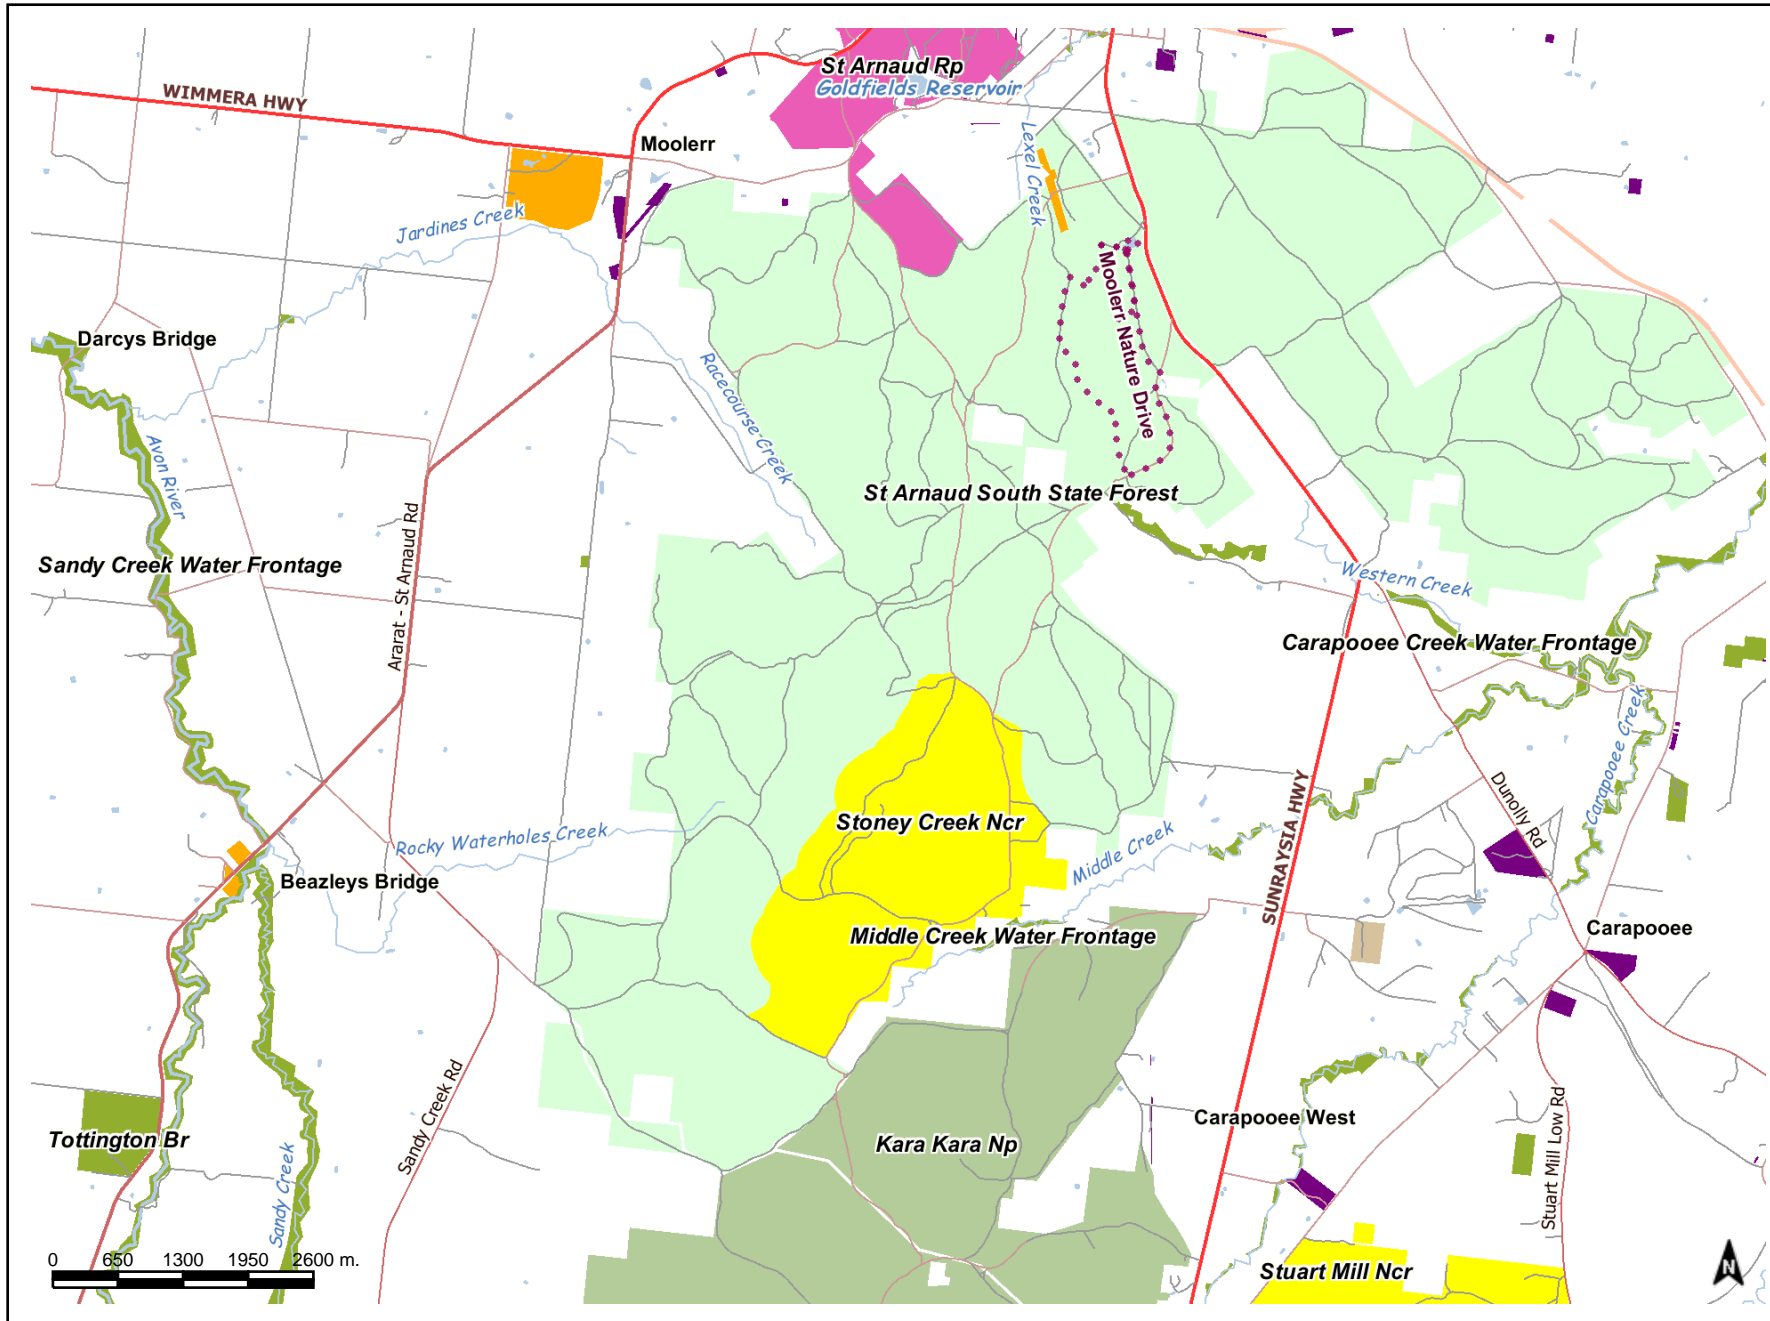 St Arnaud Rp
Goldfields Reservoir
WIMMERA HWY
Moolerr
Lexel Creek
Jardines Creek
Moolerr Nature Drive
Darcys Bridge
Racecourse Creek
Avon River
St Arnaud South State Forest
Ararat - St Arnaud Rd
Sandy Creek Water Frontage
Western Creek
Carapooee Creek Water Frontage
Carapooee Creek
Dunolly Rd
SUNRAYSIA HWY
Stoney Creek Ncr
Rocky Waterholes Creek
Middle Creek
Beazleys Bridge
Middle Creek Water Frontage
Carapooee
Sandy Creek Rd
Carapooee West
Stuart Mill Low Rd
Tottington Br
Kara Kara Np
Sandy Creek
0 650 1300 1950 2600 m.
Stuart Mill Ncr
N